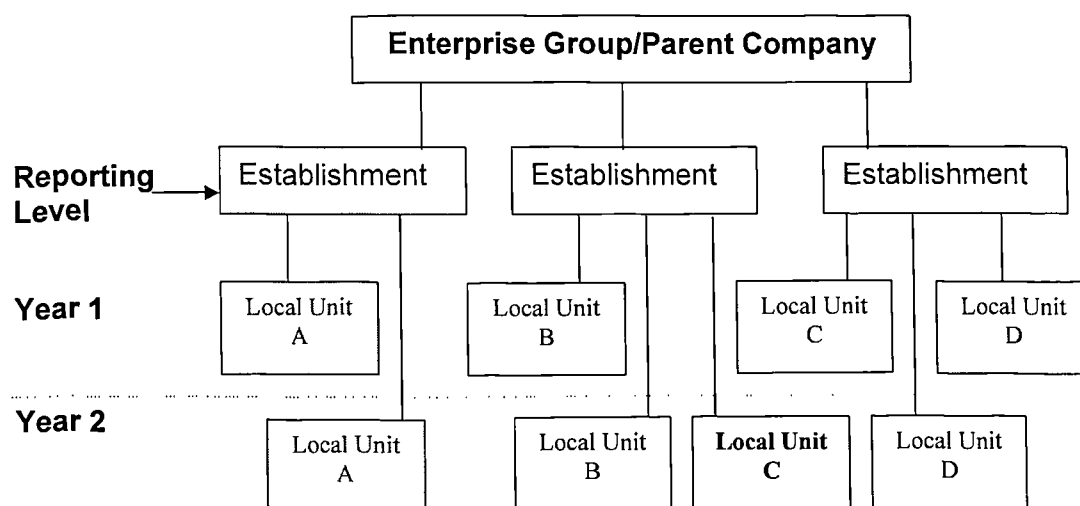 Enterprise Group/Parent Company
Establishment
Establishment
Establishment
Reporting
Level
Year 1
Local Unit
A
Local Unit
B
Local Unit
C
Local Unit
D
Year 2
Local Unit
A
Local Unit
B
Local Unit
C
Local Unit
D